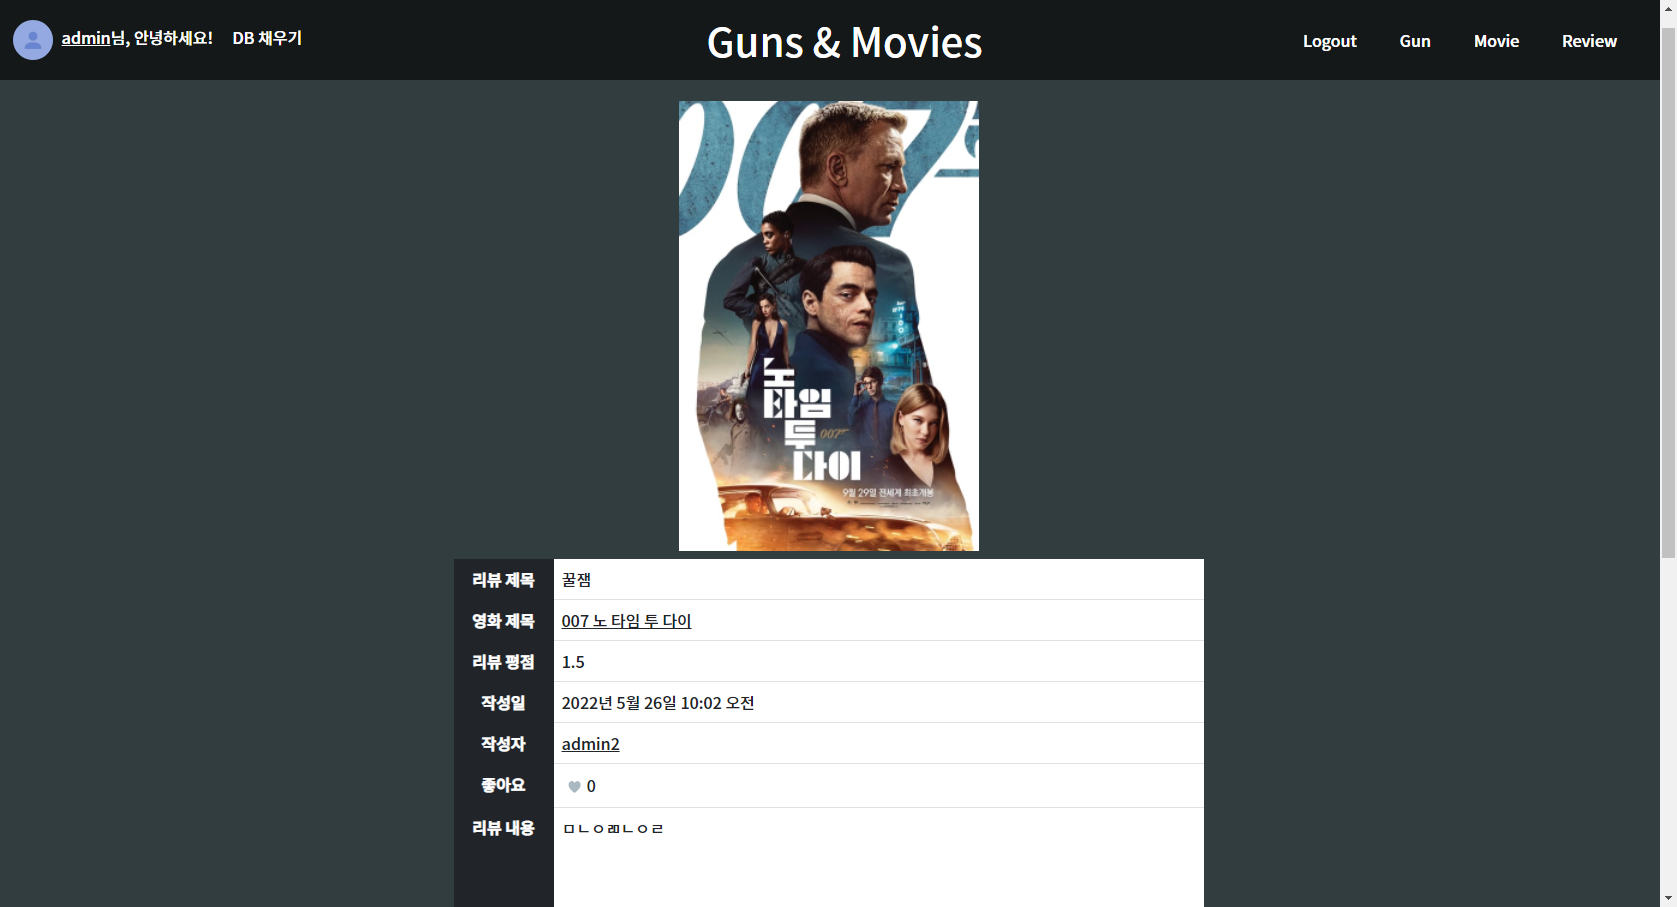 admin님, 안녕하세요! DB 채우기
Guns & Movies
Logout Gun Movie Review
007
노
타임
투
다이
007
9월 29일 전세계 최초개봉
리뷰 제목 꿀잼
영화 제목 007 노 타임 투 다이
리뷰 평점 1.5
작성일 2022년 5월 26일 10:02 오전
작성자 admin2
좋아요 0
리뷰 내용 ㅁㄴㅇㄻㄴㅇㄹ